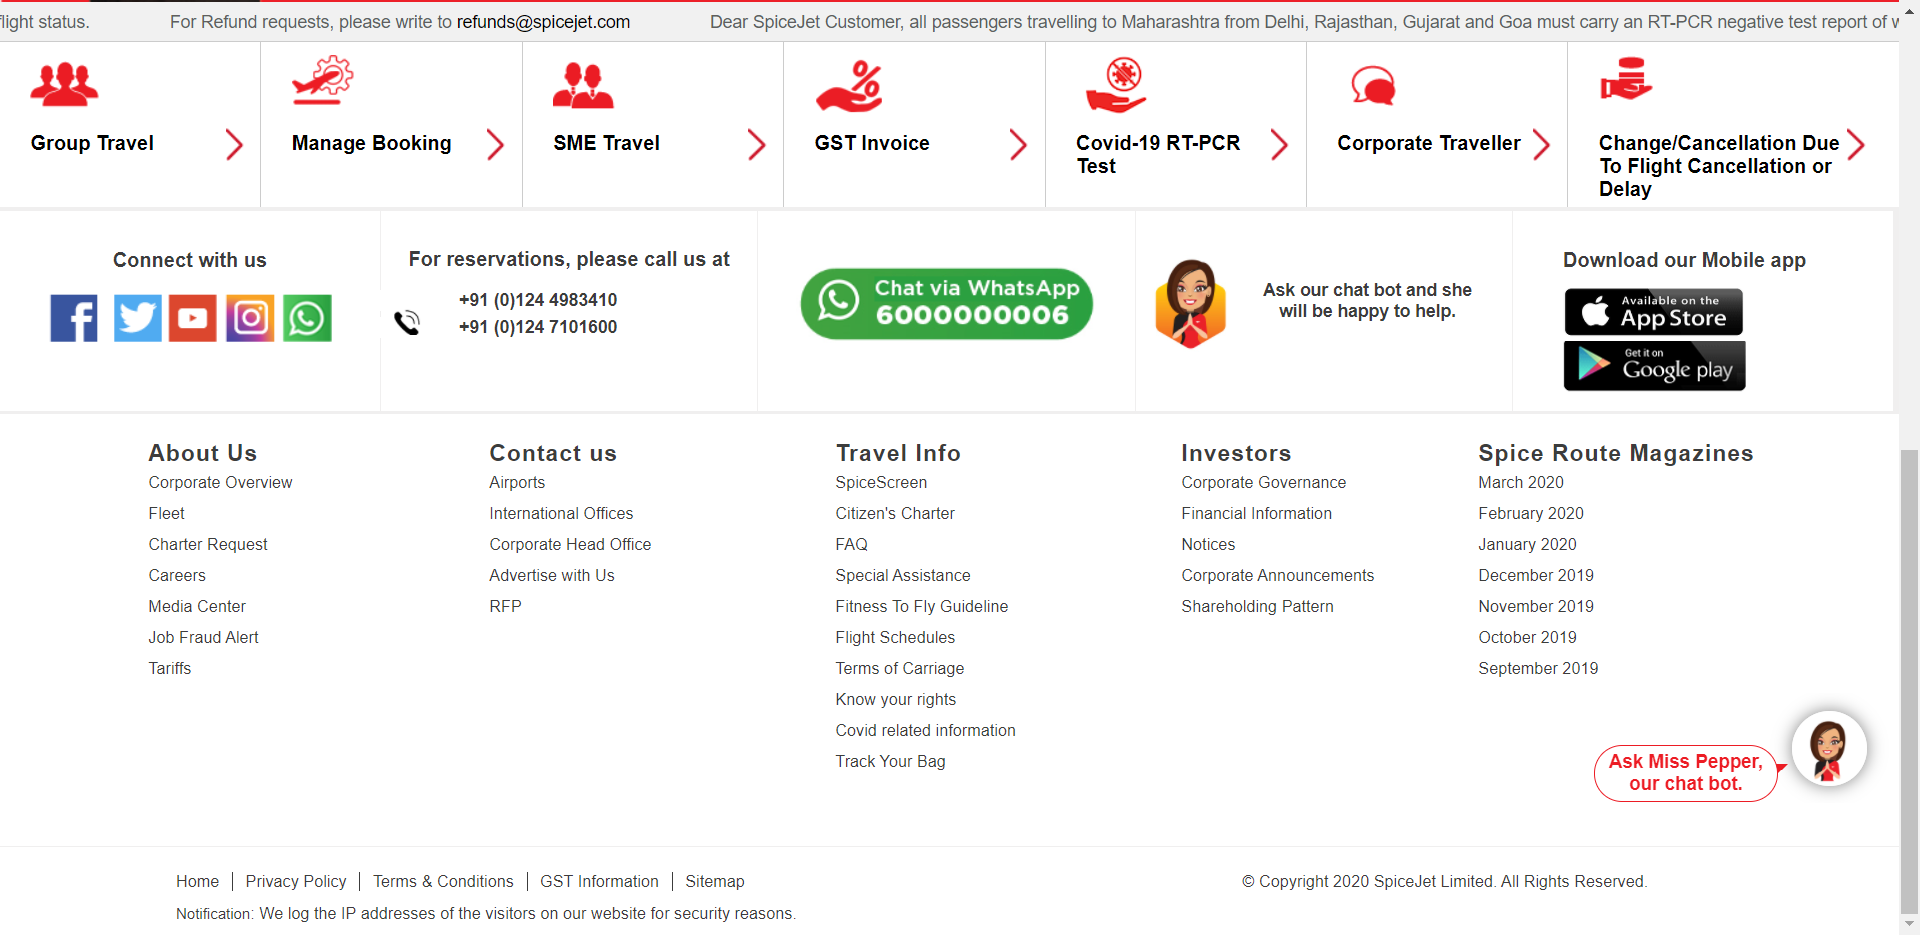 flight status. For Refund requests, please write to refunds@spicejet.com Dear SpiceJet Customer, all passengers travelling to Maharashtra from Delhi, Rajasthan, Gujarat and Goa must carry an RT-PCR negative test report of
Group Travel
Manage Booking
SME Travel
GST Invoice
Covid-19 RT-PCR
Test
Corporate Traveller
Change/Cancellation Due
To Flight Cancellation or
Delay
Connect with us
For reservations, please call us at
+91 (0)124 4983410
+91 (0)124 7101600
Chat via WhatsApp
6000000006
Ask our chat bot and she
will be happy to help.
Download our Mobile app
Available on the
App Store
Get it on
Google play
About Us
Corporate Overview
Fleet
Charter Request
Careers
Media Center
Job Fraud Alert
Tariffs
Contact us
Airports
International Offices
Corporate Head Office
Advertise with Us
RFP
Travel Info
SpiceScreen
Citizen's Charter
FAQ
Special Assistance
Fitness To Fly Guideline
Flight Schedules
Terms of Carriage
Know your rights
Covid related information
Track Your Bag
Investors
Corporate Governance
Financial Information
Notices
Corporate Announcements
Shareholding Pattern
Spice Route Magazines
March 2020
February 2020
January 2020
December 2019
November 2019
October 2019
September 2019
Ask Miss Pepper,
our chat bot.
Home | Privacy Policy | Terms & Conditions | GST Information | Sitemap
© Copyright 2020 SpiceJet Limited. All Rights Reserved.
Notification: We log the IP addresses of the visitors on our website for security reasons.